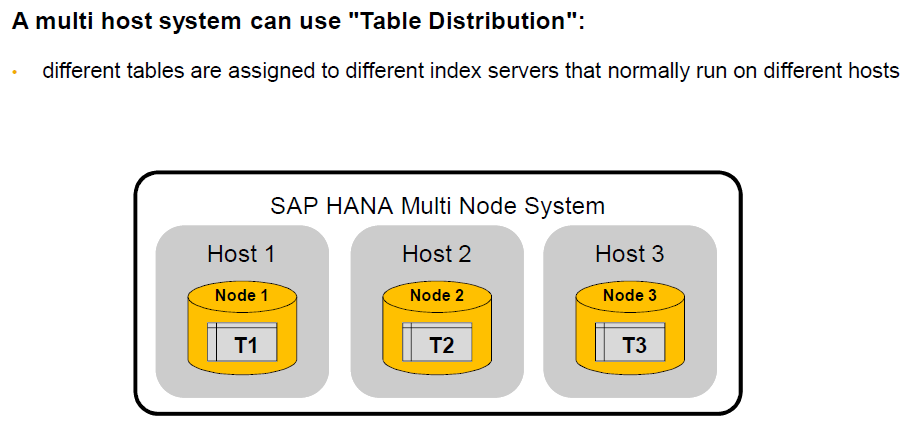 A multi host system can use "Table Distribution":
• different tables are assigned to different index servers that normally run on different hosts
SAP HANA Multi Node System
Host 1
Host 2
Host 3
Node 1
Node 2
Node 3
T1
T2
T3